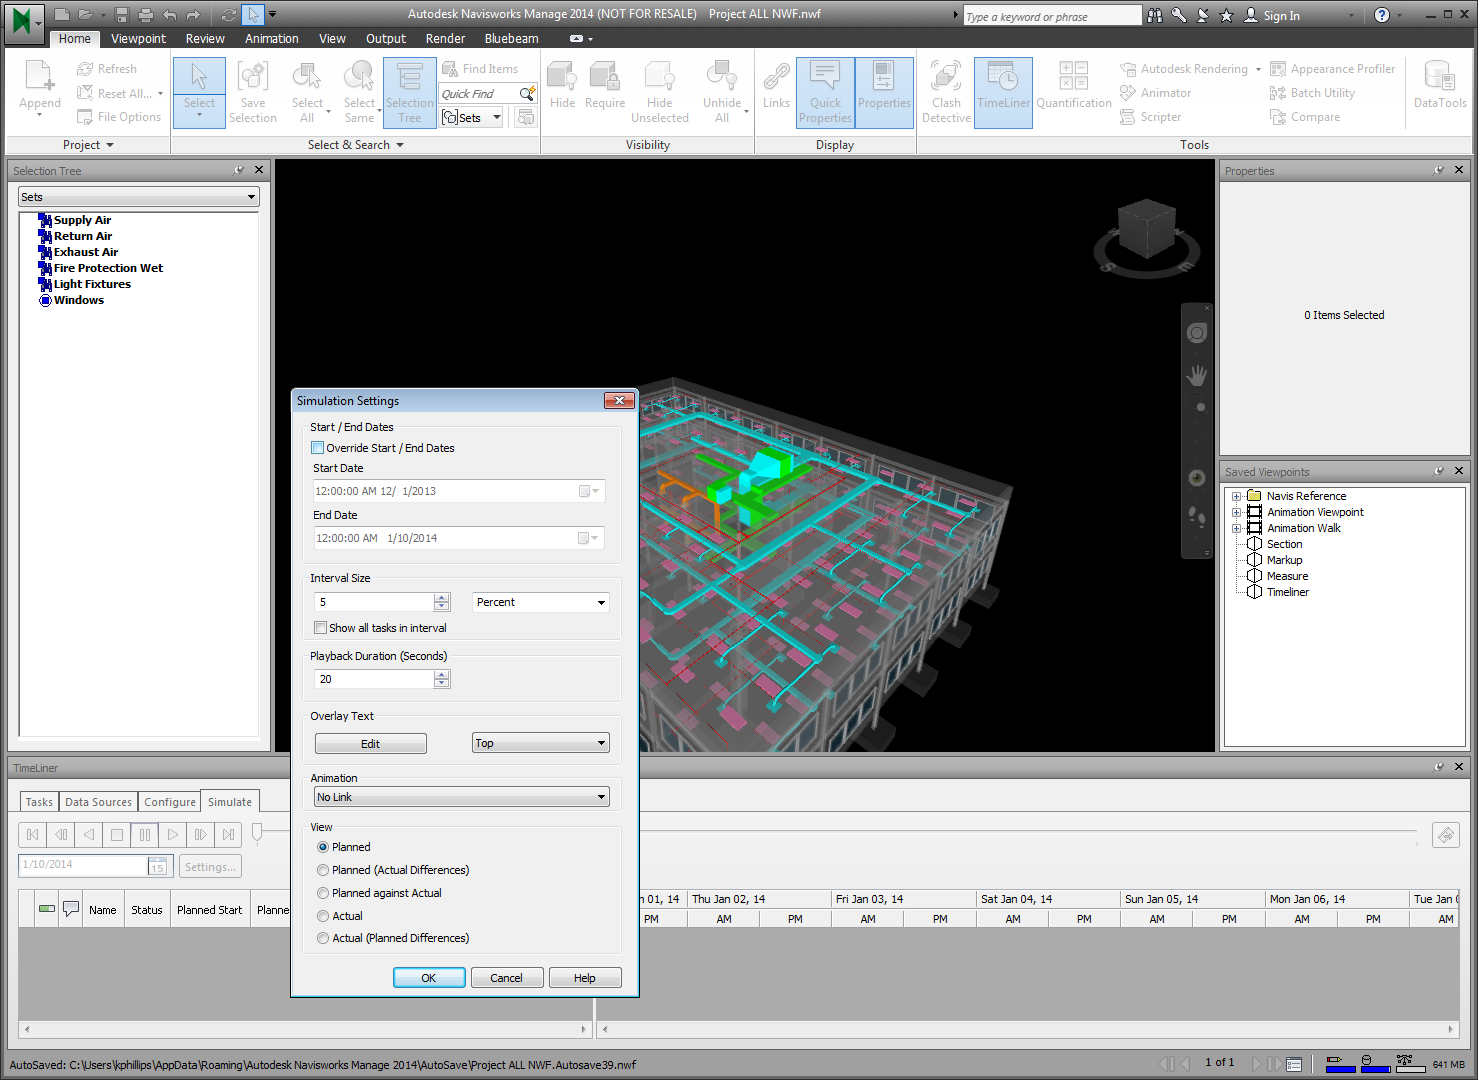 Autodesk Navisworks Manage 2014 (NOT FOR RESALE) Project ALL NWF.nwf
Type a keyword or phrase
Sign In
Home Viewpoint Review Animation View Output Render Bluebeam
Append
Refresh
Reset All...
File Options
Project
Select
Save Selection
Select All
Select Same
Selection Tree
Find Items
Quick Find
Sets
Select & Search
Hide
Require
Hide Unselected
Unhide All
Visibility
Links
Quick Properties
Properties
Display
Clash Detective
TimeLiner
Quantification
Autodesk Rendering
Animator
Scripter
Appearance Profiler
Batch Utility
Compare
DataTools
Tools
Selection Tree
Sets
Supply Air
Return Air
Exhaust Air
Fire Protection Wet
Light Fixtures
Windows
S
E
Properties
0 Items Selected
Saved Viewpoints
Navis Reference
Animation Viewpoint
Animation Walk
Section
Markup
Measure
Timeliner
Simulation Settings
Start / End Dates
Override Start / End Dates
Start Date
12:00:00 AM 12/ 1/2013
End Date
12:00:00 AM 1/10/2014
Interval Size
5
Percent
Show all tasks in interval
Playback Duration (Seconds)
20
Overlay Text
Edit
Top
Animation
No Link
View
Planned
Planned (Actual Differences)
Planned against Actual
Actual
Actual (Planned Differences)
OK Cancel Help
TimeLiner
Tasks Data Sources Configure Simulate
1/10/2014
15
Settings...
Name Status Planned Start Planne
n 01, 14 Thu Jan 02, 14 Fri Jan 03, 14 Sat Jan 04, 14 Sun Jan 05, 14 Mon Jan 06, 14 Tue Jan 0
PM AM PM AM PM AM PM AM PM AM PM AM
AutoSaved: C:\Users\kphillips\AppData\Roaming\Autodesk Navisworks Manage 2014\AutoSave\Project ALL NWF.Autosave39.nwf
1 of 1
641 MB